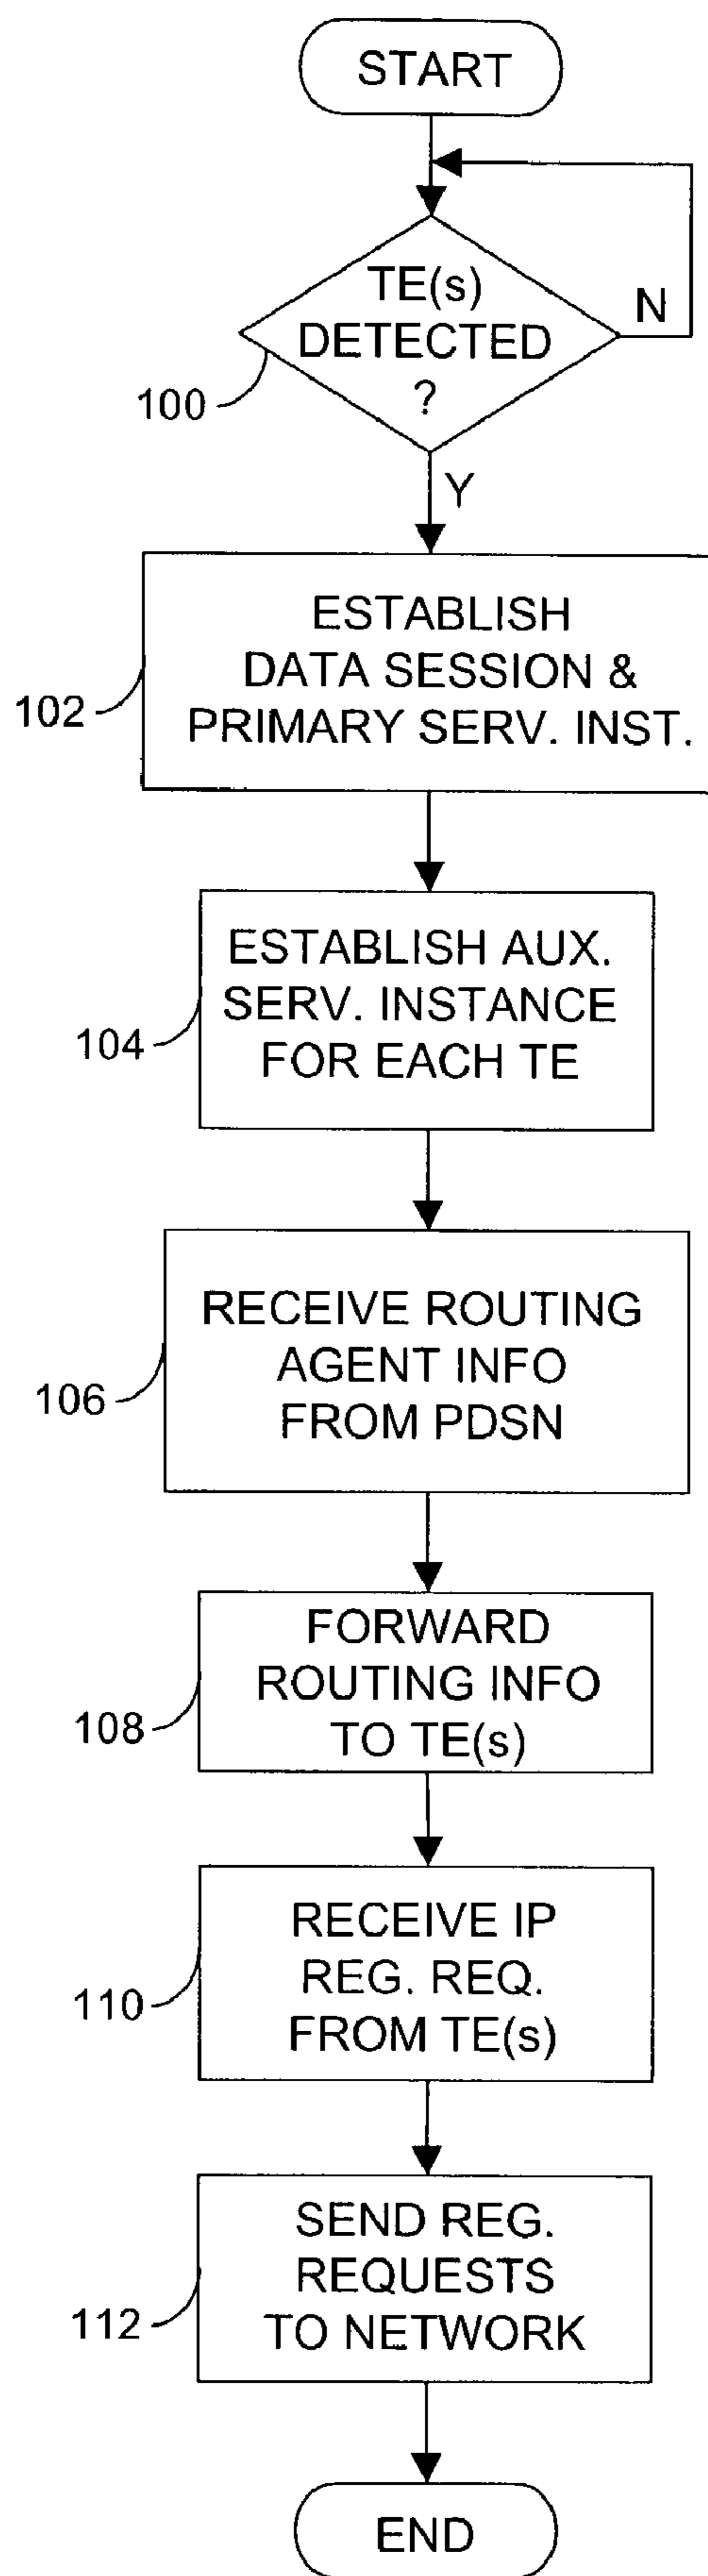 START
TE(s)
DETECTED
?
N
100
Y
ESTABLISH
DATA SESSION &
PRIMARY SERV. INST.
102
ESTABLISH AUX.
SERV. INSTANCE
FOR EACH TE
104
RECEIVE ROUTING
AGENT INFO
FROM PDSN
106
FORWARD
ROUTING INFO
TO TE(s)
108
RECEIVE IP
REG. REQ.
FROM TE(s)
110
SEND REG.
REQUESTS
TO NETWORK
112
END